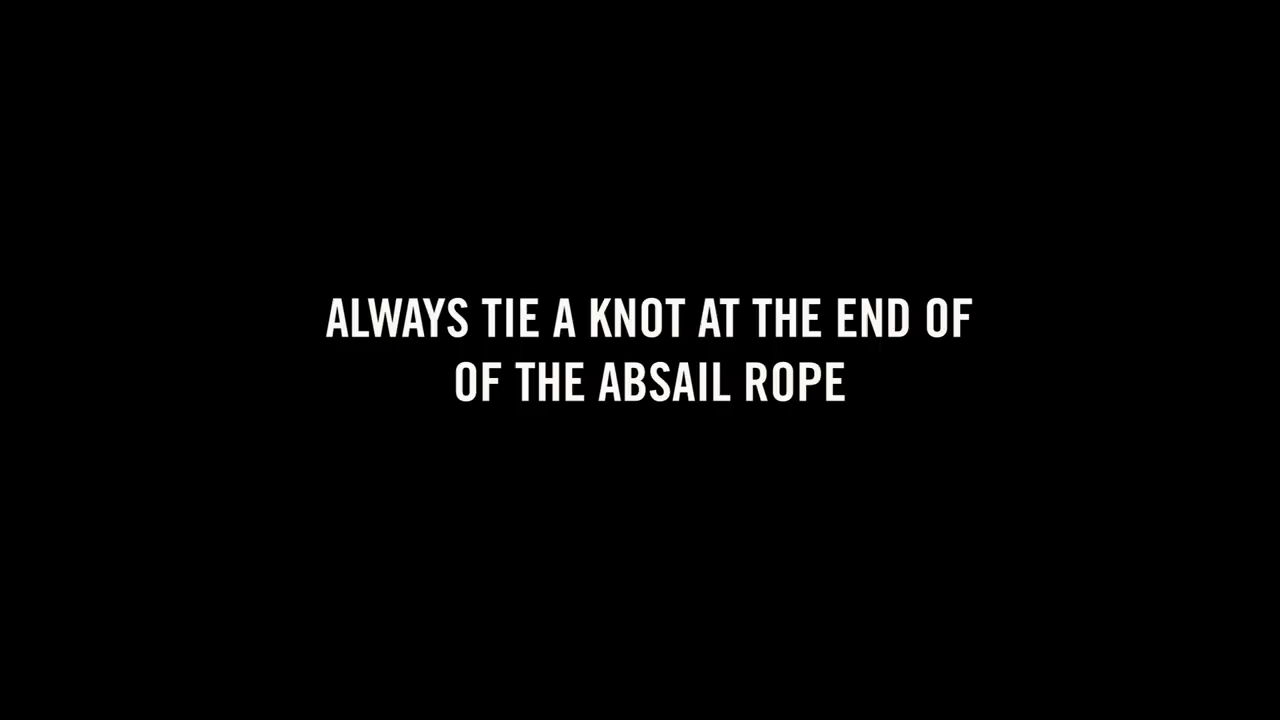 ALWAYS TIE A KNOT AT THE END OF
OF THE ABSAIL ROPE